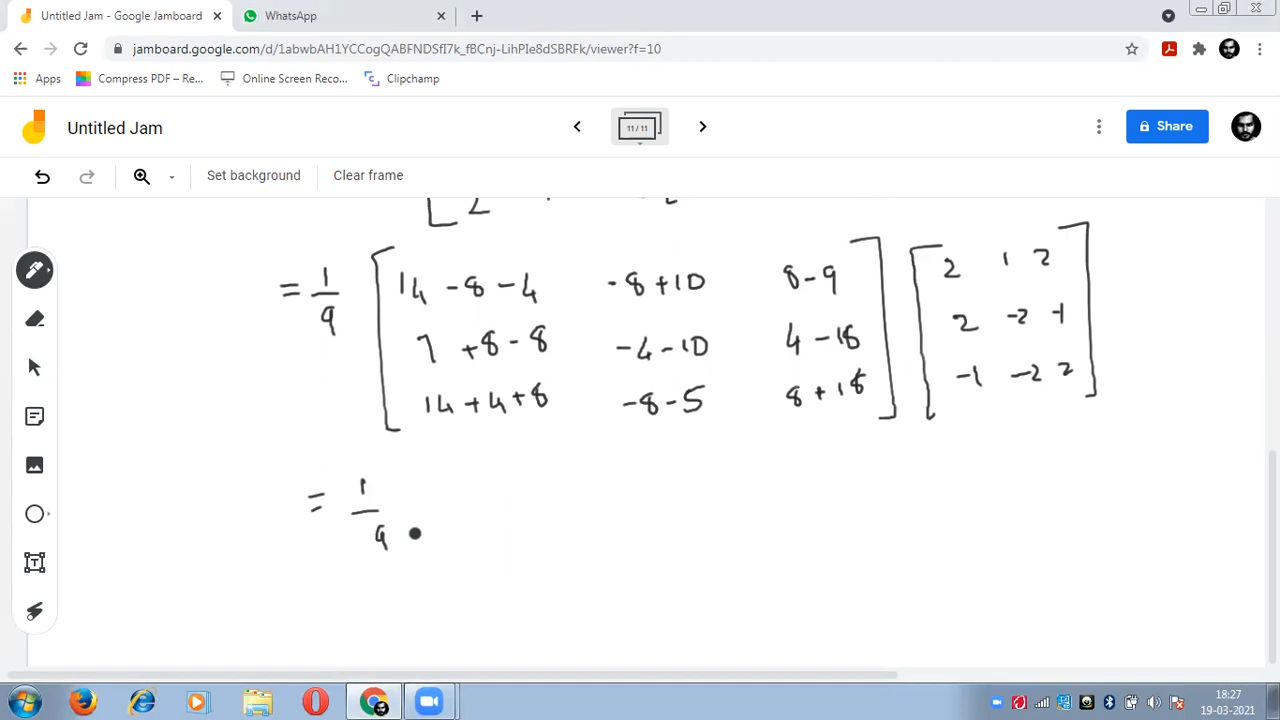 Untitled Jam - Google Jamboard
WhatsApp
jamboard.google.com/d/1abwbAH1YCCogQABFNDSfI7k_fBCnj-LihPIe8dSBRFk/viewer?f=10
Apps
Compress PDF – Re...
Online Screen Reco...
Clipchamp
Untitled Jam
11 / 11
Share
Set background
Clear frame
2
= 1/9 [ 14 -8 -4   -8 +10   8 -9 ] [ 2 1 2 ]
[ 7 +8 -8   -4 -10   4 -18 ] [ 2 -2 -1 ]
[ 14 +4 +8   -8 -5   8 +18 ] [ -1 -2 2 ]
= 1/9
18:27
19-03-2021